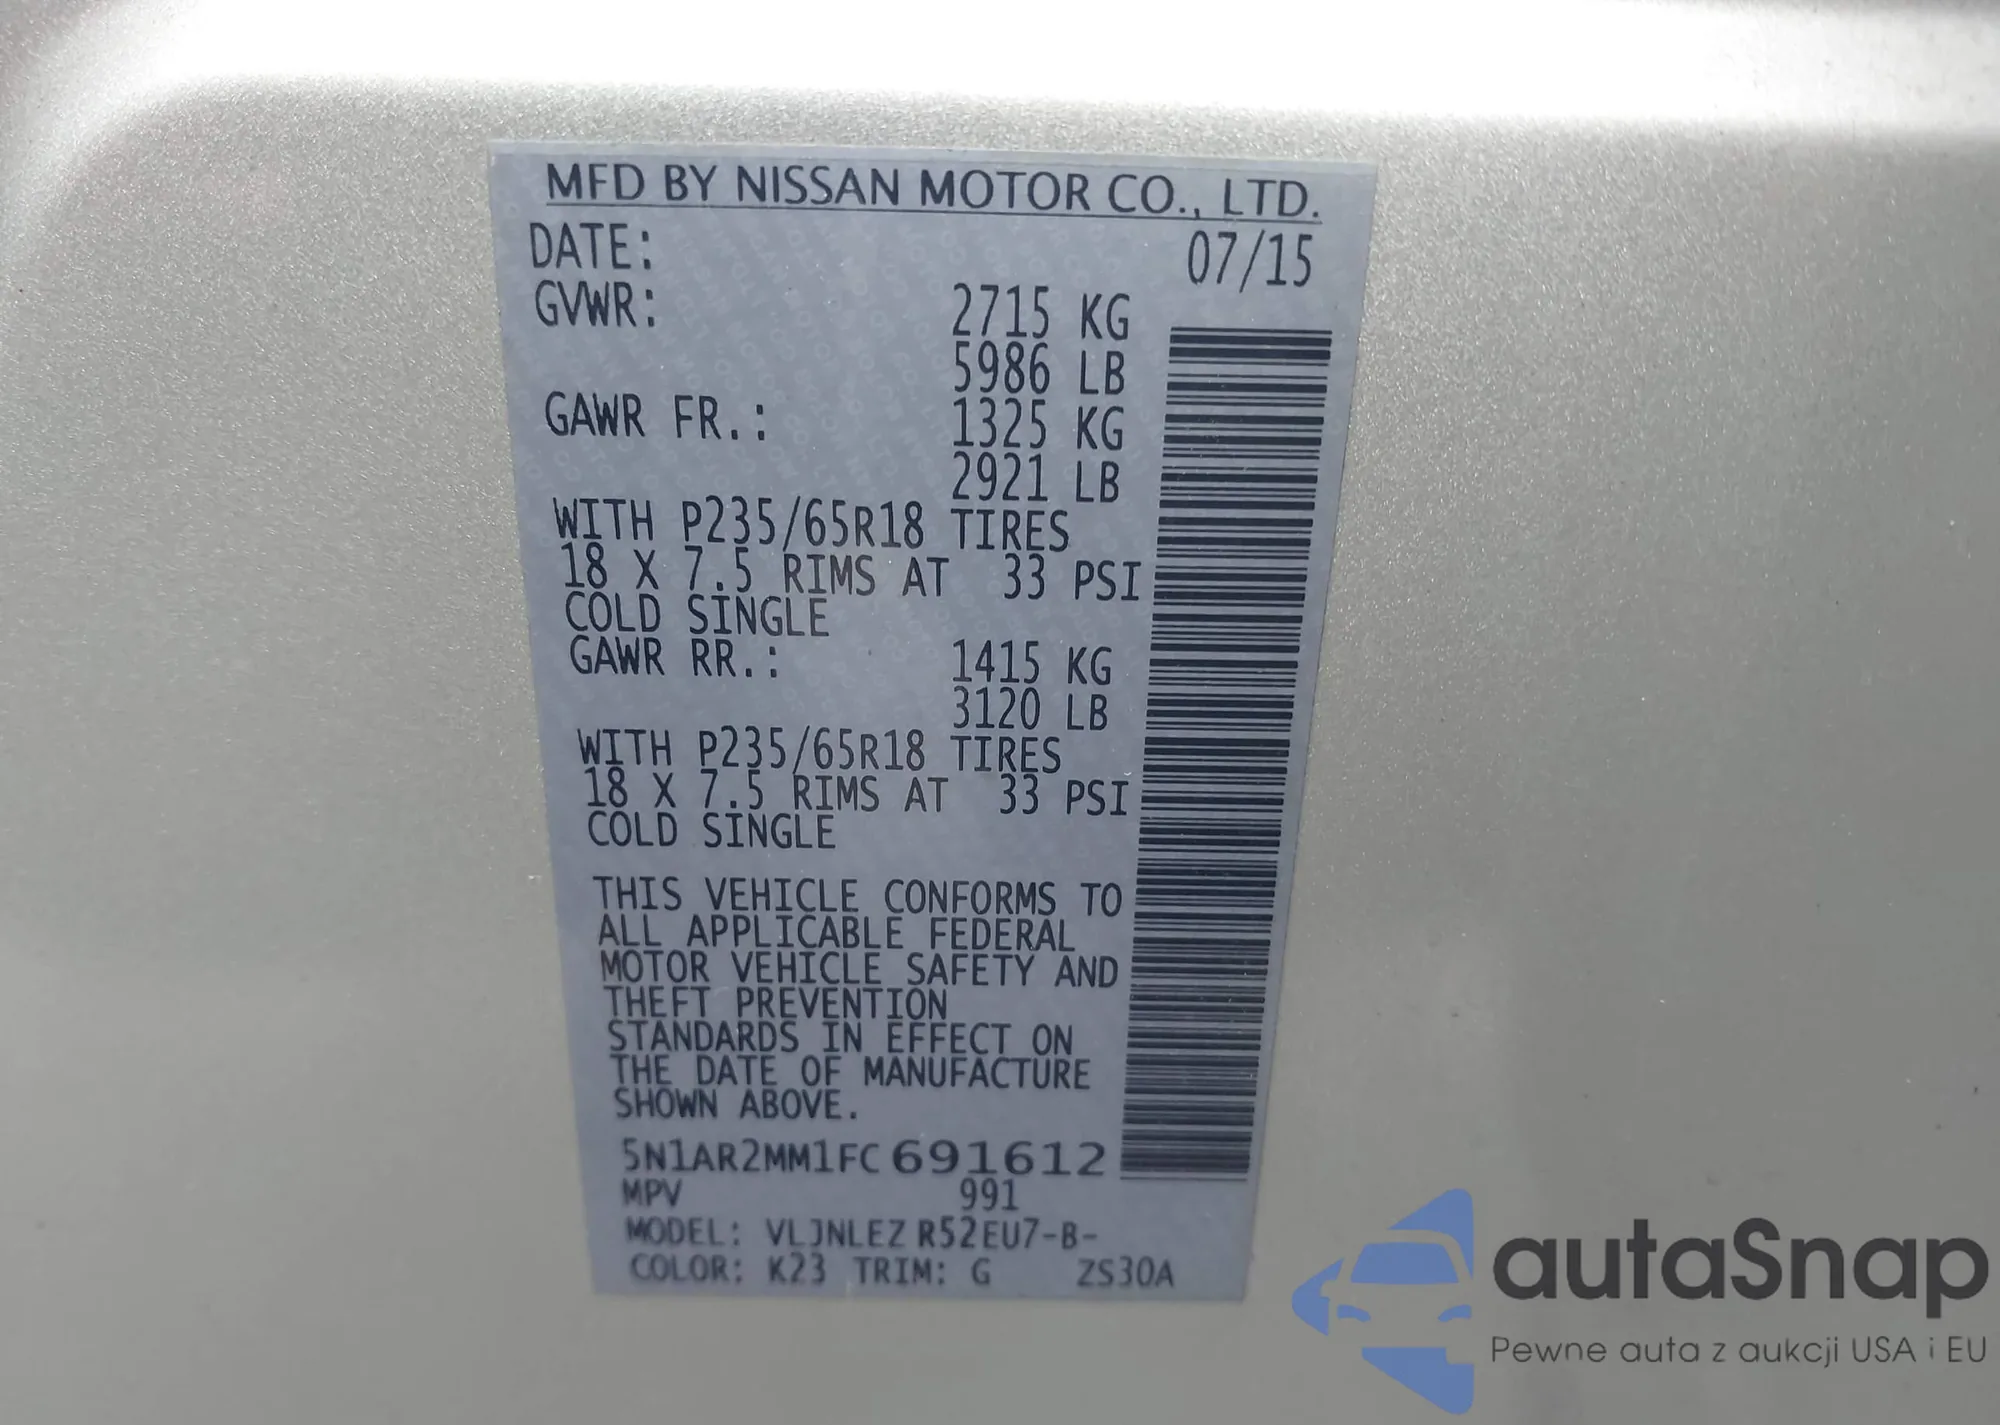 MFD BY NISSAN MOTOR CO., LTD.
DATE: 07/15
GVWR: 2715 KG
5986 LB
GAWR FR.: 1325 KG
2921 LB
WITH P235/65R18 TIRES
18 X 7.5 RIMS AT 33 PSI
COLD SINGLE
GAWR RR.: 1415 KG
3120 LB
WITH P235/65R18 TIRES
18 X 7.5 RIMS AT 33 PSI
COLD SINGLE
THIS VEHICLE CONFORMS TO
ALL APPLICABLE FEDERAL
MOTOR VEHICLE SAFETY AND
THEFT PREVENTION
STANDARDS IN EFFECT ON
THE DATE OF MANUFACTURE
SHOWN ABOVE.
5N1AR2MM1FC691612
MPV 991
MODEL: VLJNLEZ R52EU7-B-
COLOR: K23 TRIM: G ZS30A
autaSnap
Pewne auta z aukcji USA i EU